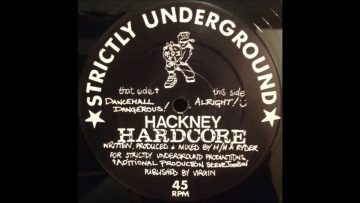 ★ STRICTLY UNDERGROUND ★
that side this side
DANCEHALL DANGEROUS! ALRIGHT!
HACKNEY
HARDCORE
WRITTEN, PRODUCED & MIXED BY H/H & RYDER
FOR STRICTLY UNDERGROUND PRODUCTIONS
ADITIONAL PRODUCTION STEVE JOHNSON
PUBLISHED BY VIRGIN
45
RPM